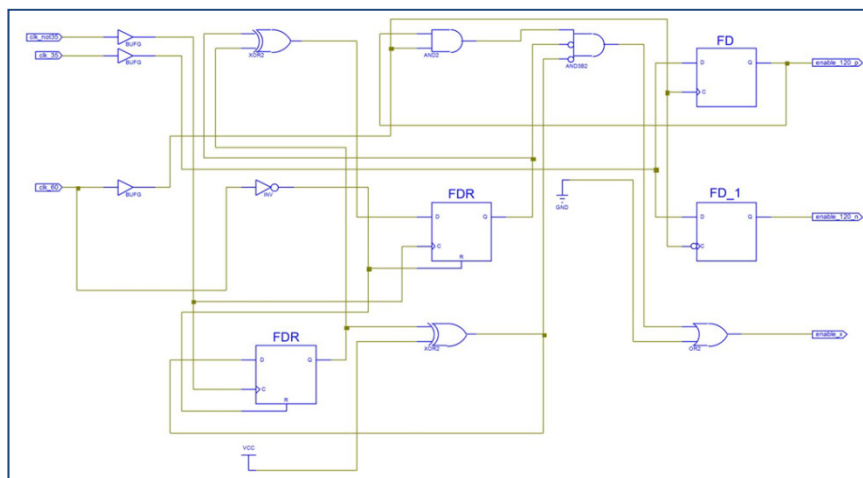 clk_not35
BUFG
clk_35
BUFG
XOR2
AND2
AND3B2
FD
D
Q
C
enable_120_p
clk_60
BUFG
INV
FDR
D
Q
C
R
GND
FD_1
D
Q
C
enable_120_n
FDR
D
Q
C
R
XOR2
OR2
enable_s
VCC